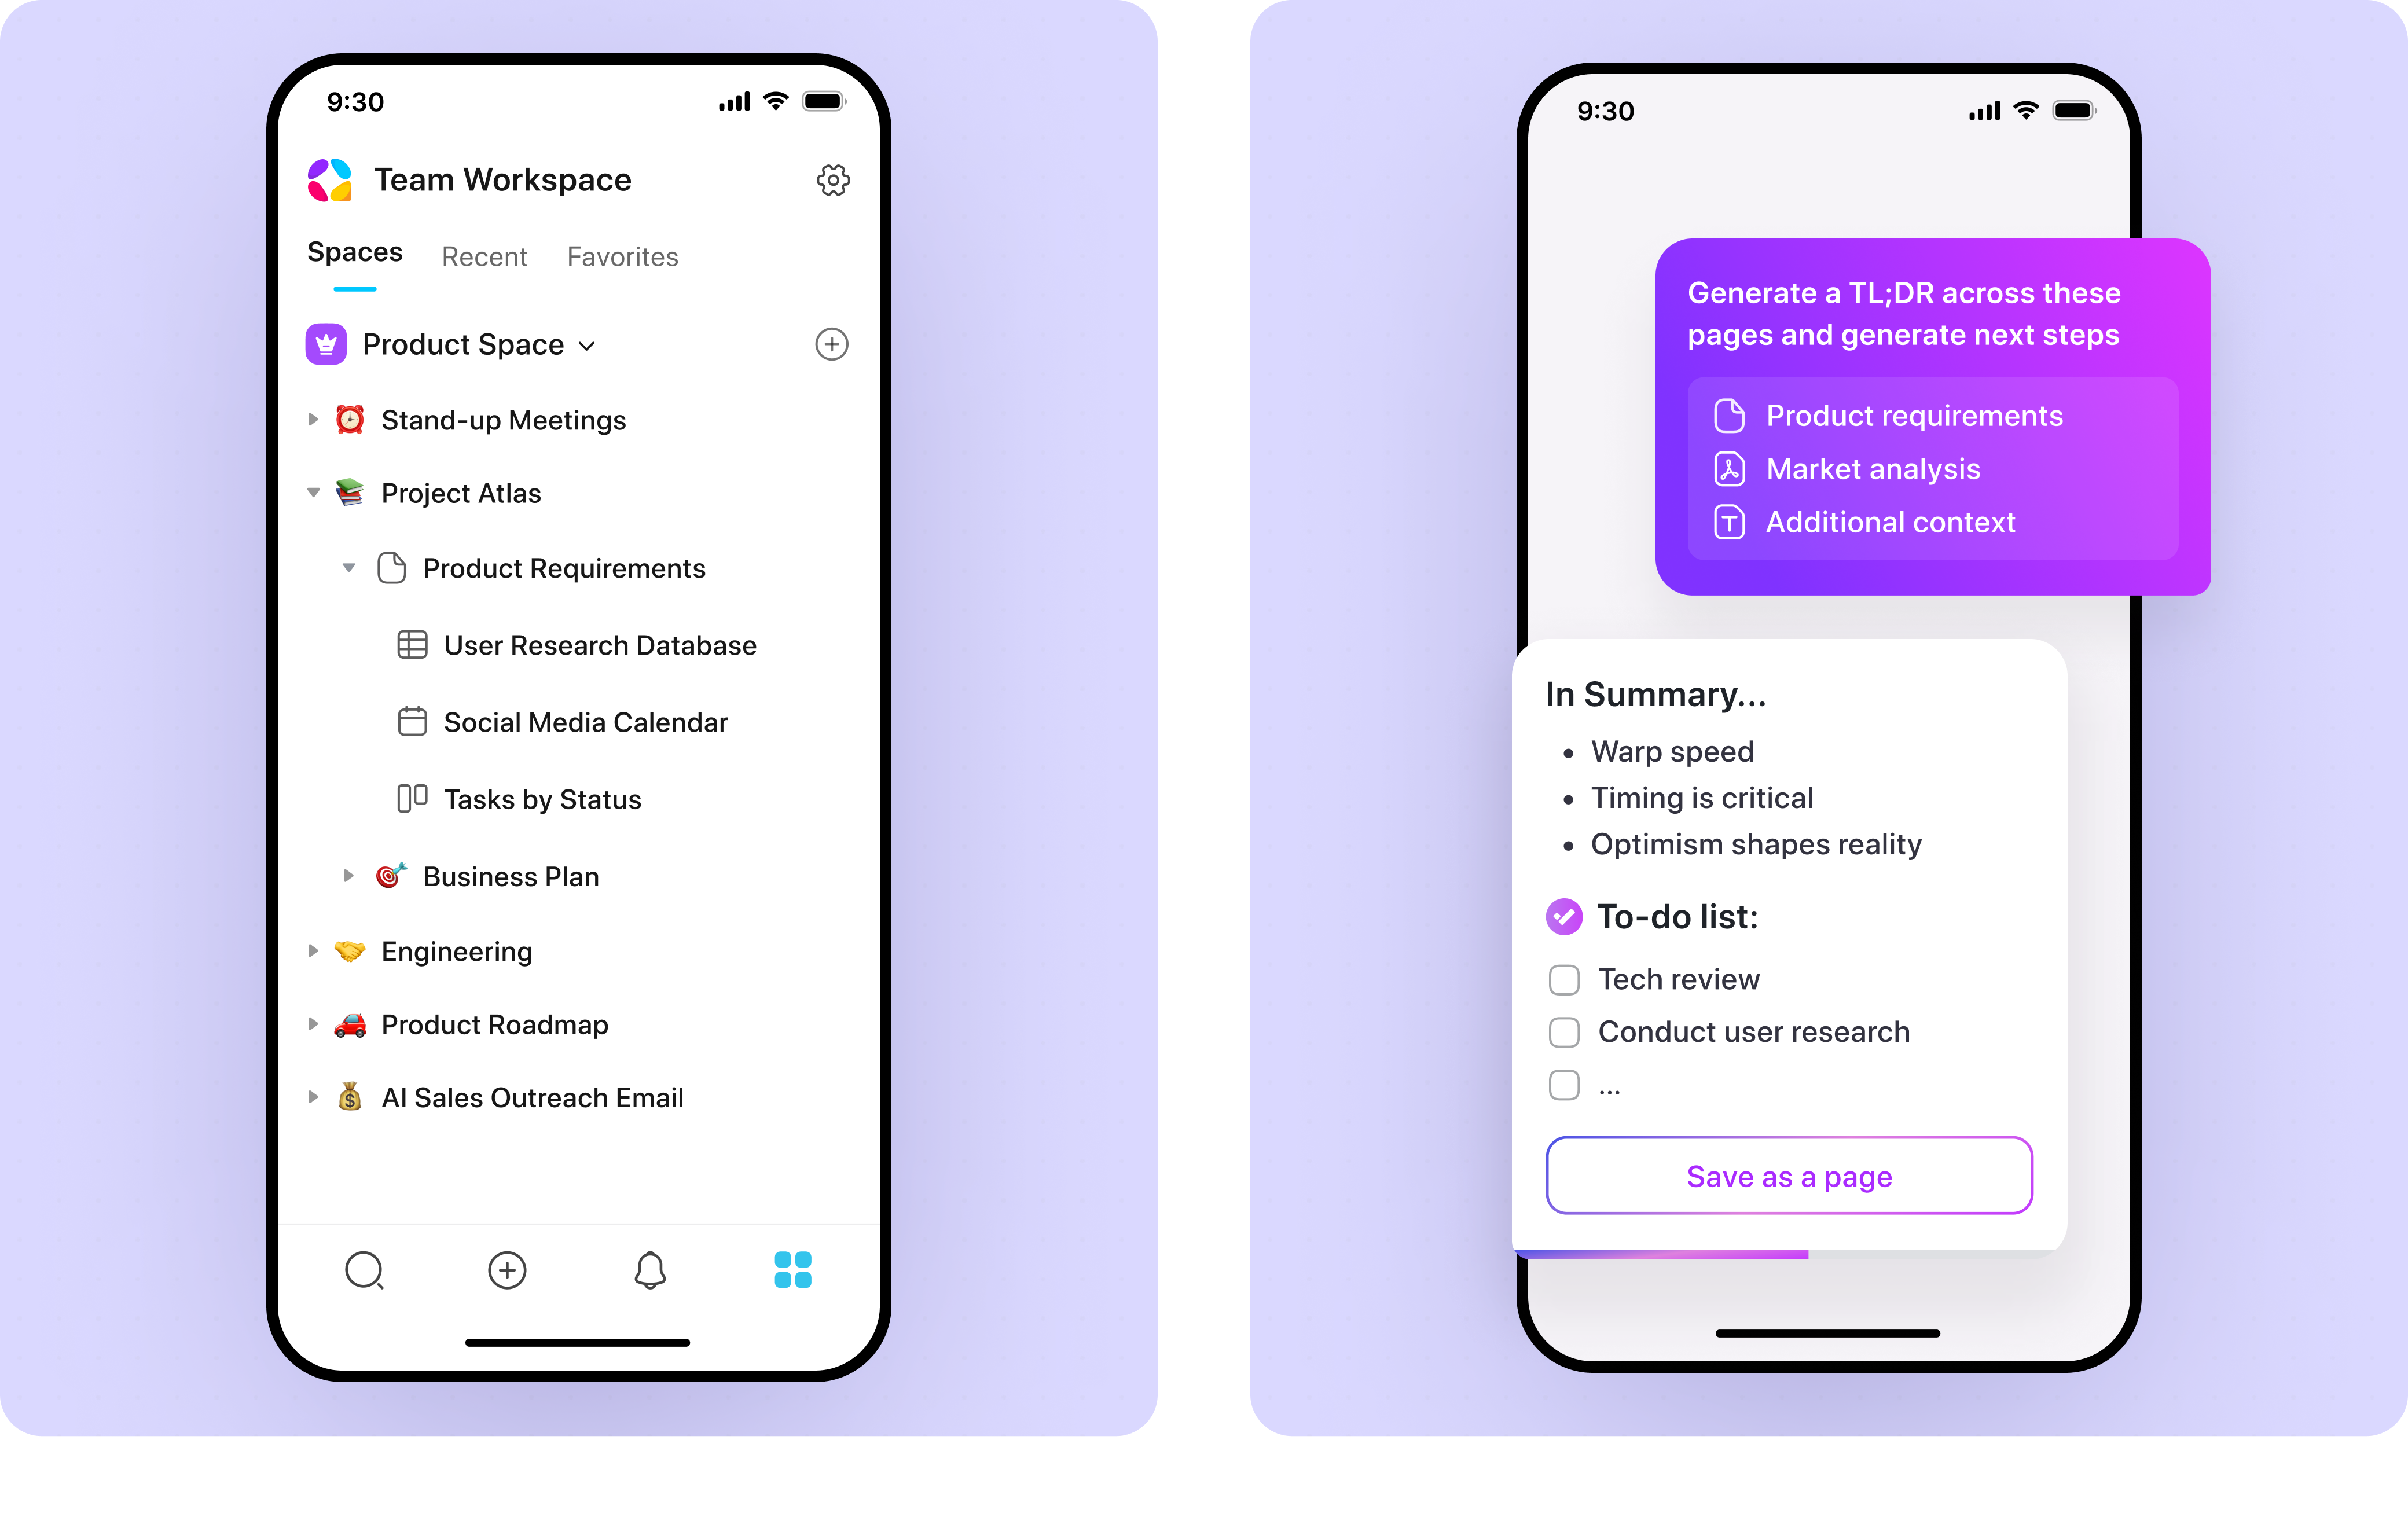 9:30
Team Workspace
Spaces
Recent
Favorites
Product Space
Stand-up Meetings
Project Atlas
Product Requirements
User Research Database
Social Media Calendar
Tasks by Status
Business Plan
Engineering
Product Roadmap
AI Sales Outreach Email
9:30
Generate a TL;DR across these
pages and generate next steps
Product requirements
Market analysis
Additional context
In Summary...
• Warp speed
• Timing is critical
• Optimism shapes reality
To-do list:
Tech review
Conduct user research
...
Save as a page